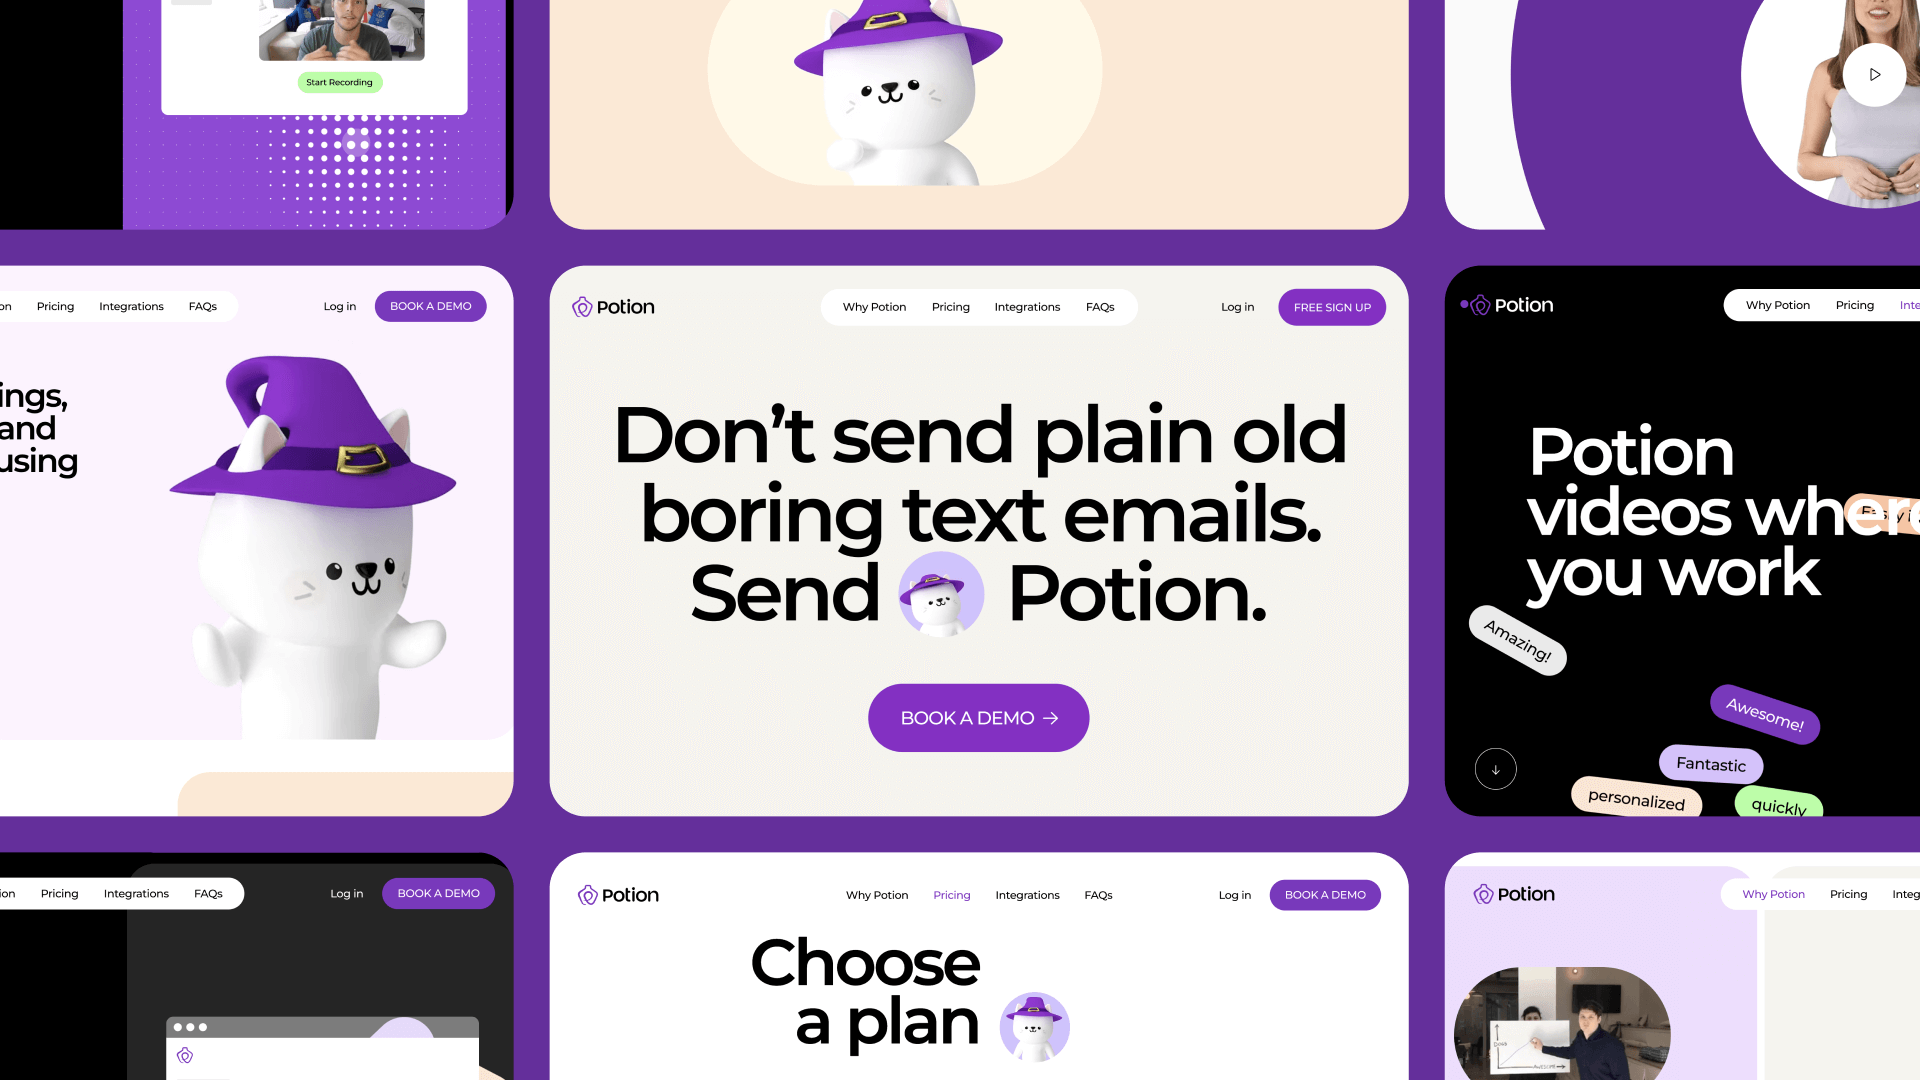 Start Recording
on Pricing Integrations FAQs Log in BOOK A DEMO
ings,
and
using
Potion Why Potion Pricing Integrations FAQs Log in FREE SIGN UP
Don’t send plain old
boring text emails.
Send Potion.
BOOK A DEMO →
Potion Why Potion Pricing Inte
Potion
videos where
you work
Amazing!
Awesome!
Fantastic
personalized
quickly
ion Pricing Integrations FAQs Log in BOOK A DEMO
Potion Why Potion Pricing Integrations FAQs Log in BOOK A DEMO
Choose
a plan
Potion Why Potion Pricing Integ
AWESOME